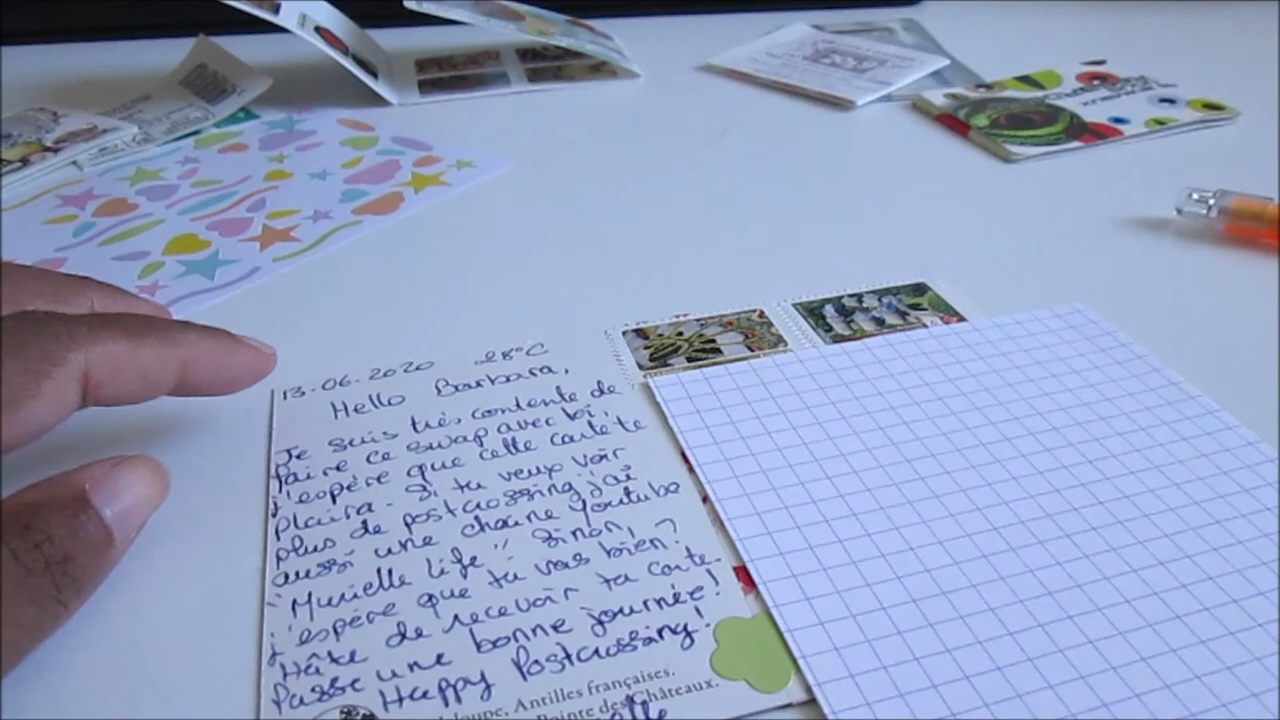 13.06.2020 28°C
Hello Barbara,
Je suis très contente de
faire ce swap avec toi,
j'espère que cette carte te
plaira. Si tu veux voir
plus de postcrossing j'ai
aussi une chaîne Youtube
"Murielle Life". Sinon,
j'espère que tu vas bien?
Hâte de recevoir ta carte.
Passe une bonne journée!
Happy Postcrossing!
loupe, Antilles françaises.
Pointe des Châteaux.